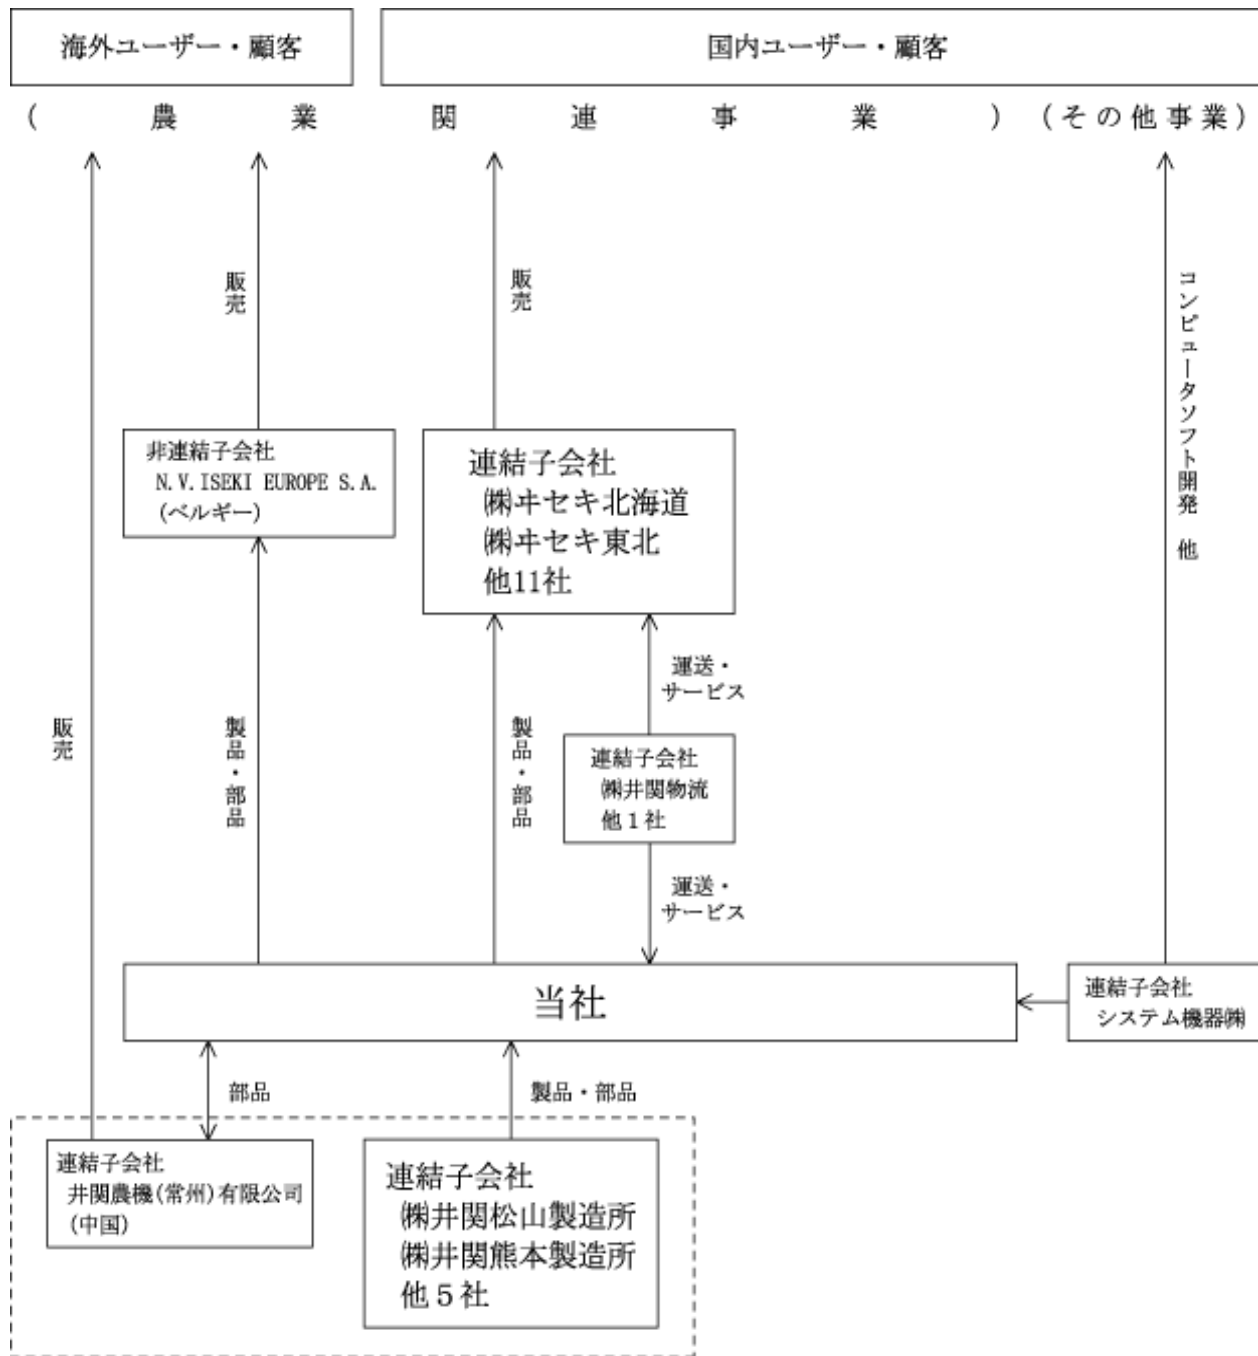 海外ユーザー・顧客
国内ユーザー・顧客
(農業関連事業)
(その他事業)
販売
販売
コンピュータソフト開発 他
非連結子会社
N.V.ISEKI EUROPE S.A.
(ベルギー)
連結子会社
㈱ヰセキ北海道
㈱ヰセキ東北
他11社
運送・
サービス
販売
製品・部品
製品・部品
連結子会社
㈱井関物流
他１社
運送・
サービス
当社
連結子会社
システム機器㈱
部品
製品・部品
連結子会社
井関農機(常州)有限公司
(中国)
連結子会社
㈱井関松山製造所
㈱井関熊本製造所
他５社